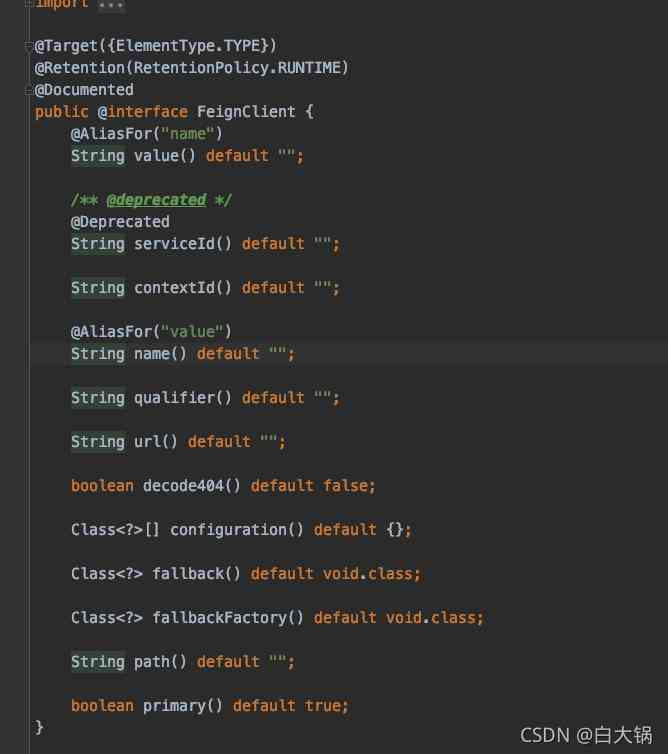 import ...
@Target({ElementType.TYPE})
@Retention(RetentionPolicy.RUNTIME)
@Documented
public @interface FeignClient {
@AliasFor("name")
String value() default "";
/** @deprecated */
@Deprecated
String serviceId() default "";
String contextId() default "";
@AliasFor("value")
String name() default "";
String qualifier() default "";
String url() default "";
boolean decode404() default false;
Class<?>[] configuration() default {};
Class<?> fallback() default void.class;
Class<?> fallbackFactory() default void.class;
String path() default "";
boolean primary() default true;
}
CSDN @白大锅